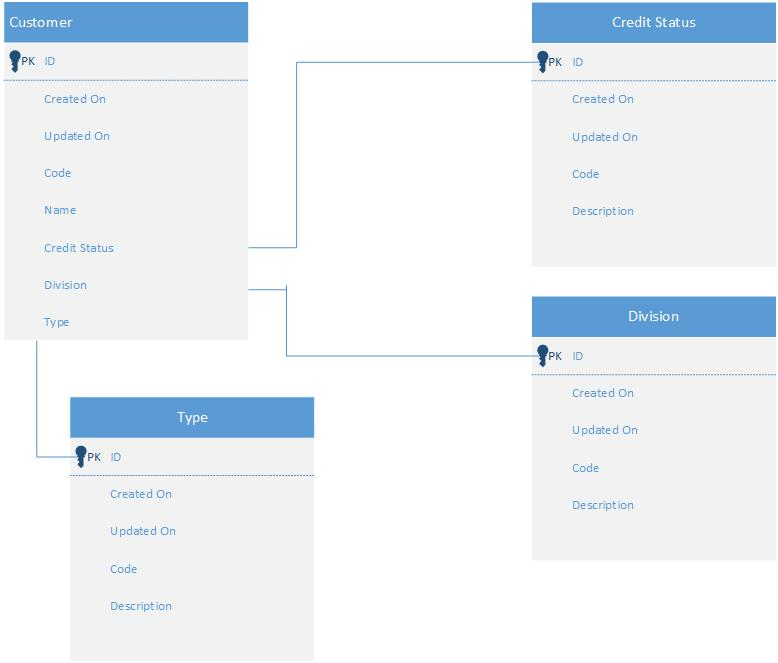 Customer
PK ID
Created On
Updated On
Code
Name
Credit Status
Division
Type
Credit Status
PK ID
Created On
Updated On
Code
Description
Division
PK ID
Created On
Updated On
Code
Description
Type
PK ID
Created On
Updated On
Code
Description